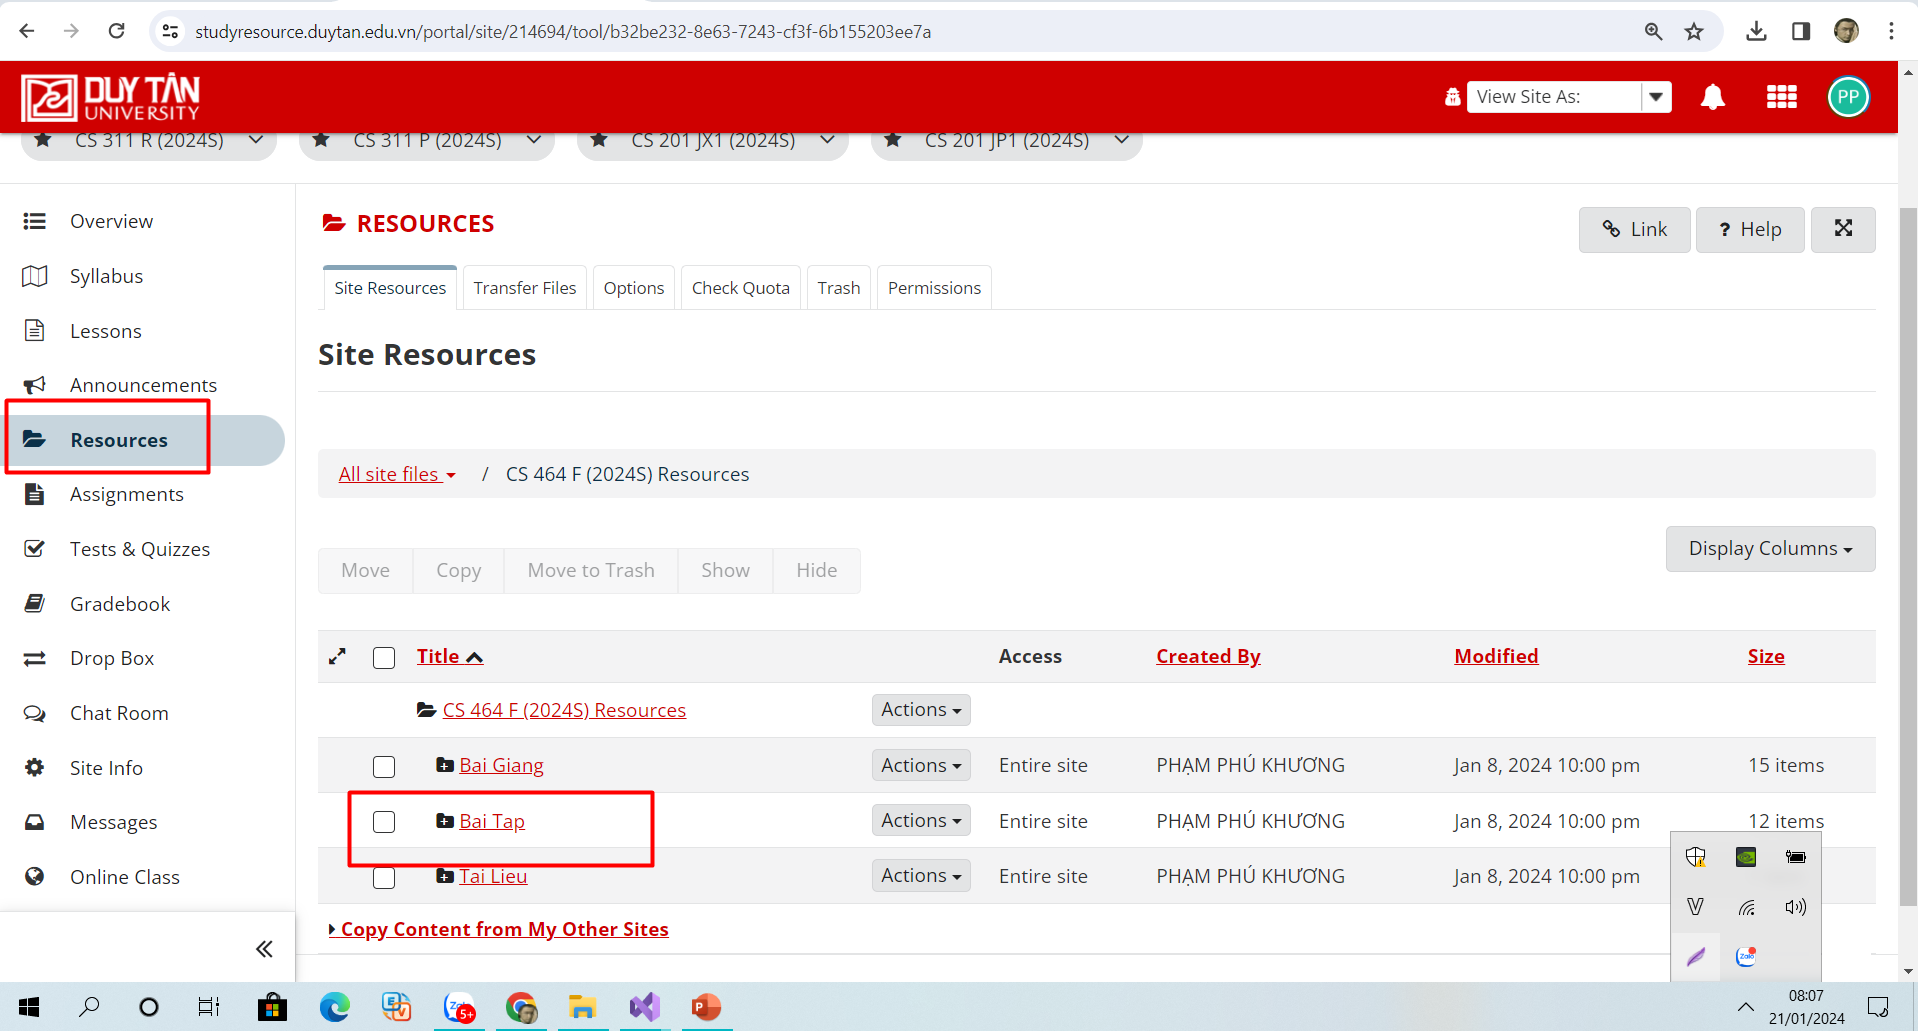 studyresource.duytan.edu.vn/portal/site/214694/tool/b32be232-8e63-7243-cf3f-6b155203ee7a
DUY TÂN
UNIVERSITY
View Site As:
PP
CS 311 R (2024S)
CS 311 P (2024S)
CS 201 JX1 (2024S)
CS 201 JP1 (2024S)
Overview
Syllabus
Lessons
Announcements
Resources
Assignments
Tests & Quizzes
Gradebook
Drop Box
Chat Room
Site Info
Messages
Online Class
RESOURCES
Link
? Help
Site Resources
Transfer Files
Options
Check Quota
Trash
Permissions
Site Resources
All site files / CS 464 F (2024S) Resources
Display Columns
Move
Copy
Move to Trash
Show
Hide
Title Access Created By Modified Size
CS 464 F (2024S) Resources Actions
Bai Giang Actions Entire site PHẠM PHÚ KHƯƠNG Jan 8, 2024 10:00 pm 15 items
Bai Tap Actions Entire site PHẠM PHÚ KHƯƠNG Jan 8, 2024 10:00 pm 12 items
Tai Lieu Actions Entire site PHẠM PHÚ KHƯƠNG Jan 8, 2024 10:00 pm
Copy Content from My Other Sites
V
Zalo
5+
08:07
21/01/2024